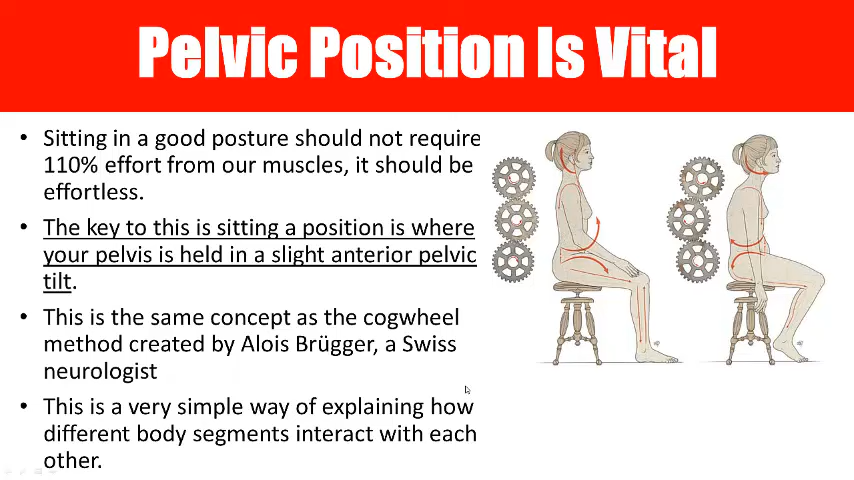 Pelvic Position Is Vital
• Sitting in a good posture should not require
110% effort from our muscles, it should be
effortless.
• The key to this is sitting a position is where
your pelvis is held in a slight anterior pelvic
tilt.
• This is the same concept as the cogwheel
method created by Alois Brügger, a Swiss
neurologist
• This is a very simple way of explaining how
different body segments interact with each
other.